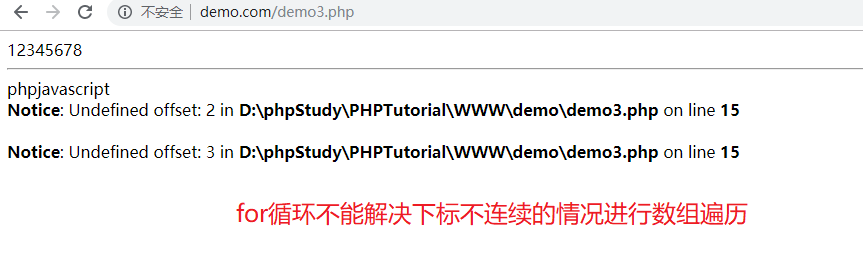 不安全 | demo.com/demo3.php
12345678
phpjavascript
Notice: Undefined offset: 2 in D:\phpStudy\PHPTutorial\WWW\demo\demo3.php on line 15
Notice: Undefined offset: 3 in D:\phpStudy\PHPTutorial\WWW\demo\demo3.php on line 15
for循环不能解决下标不连续的情况进行数组遍历